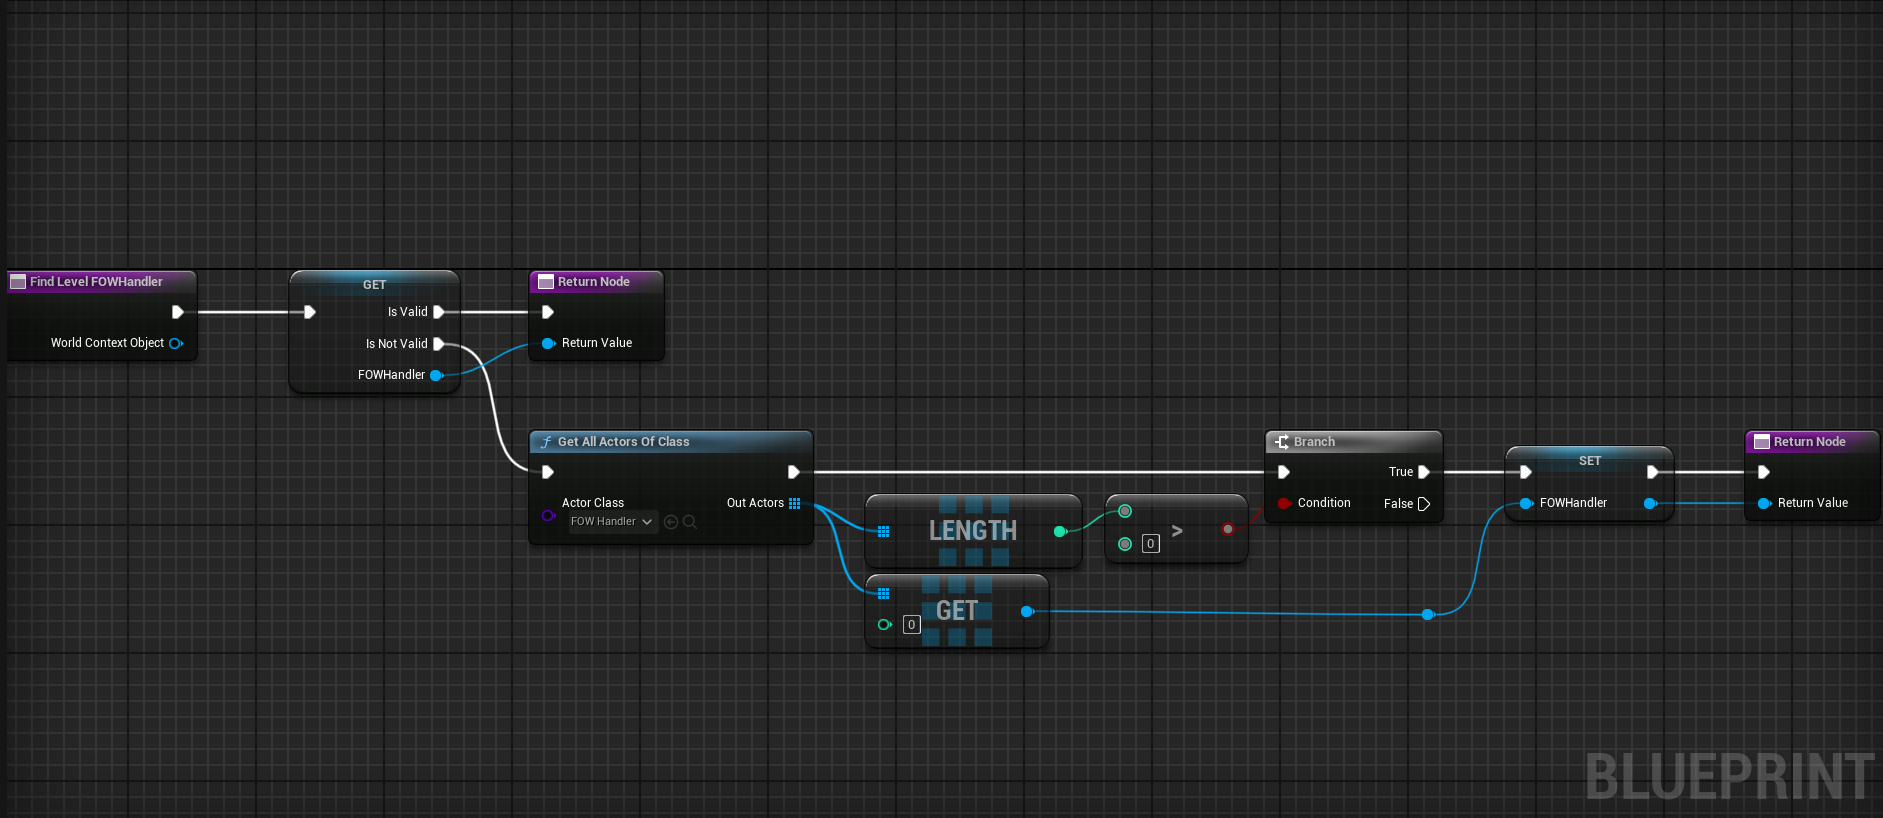 Find Level FOWHandler
World Context Object
GET
Is Valid
Is Not Valid
FOWHandler
Return Node
Return Value
f Get All Actors Of Class
Actor Class
FOW Handler
Out Actors
LENGTH
0
>
GET
0
Branch
True
Condition
False
SET
FOWHandler
Return Node
Return Value
BLUEPRINT